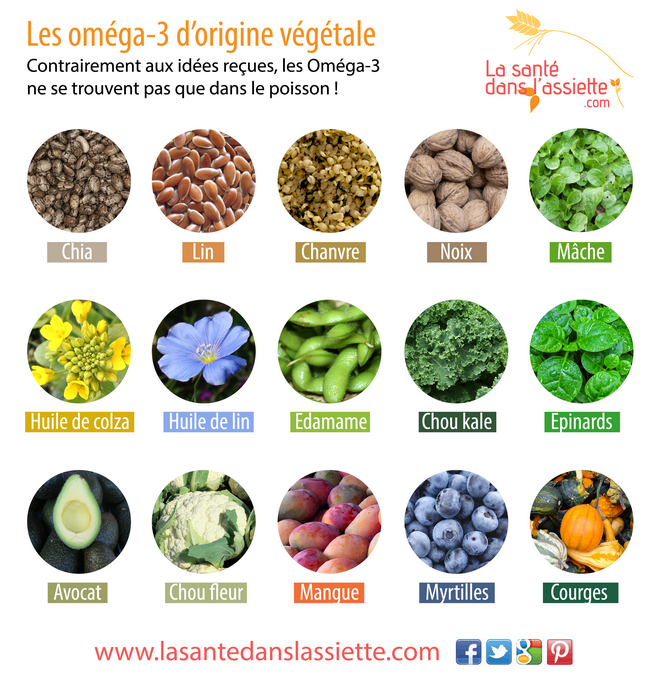 Les oméga-3 d'origine végétale
Contrairement aux idées reçues, les Oméga-3
ne se trouvent pas que dans le poisson !
La santé
dans l'assiette
.com
Chia
Lin
Chanvre
Noix
Mâche
Huile de colza
Huile de lin
Edamame
Chou kale
Epinards
Avocat
Chou fleur
Mangue
Myrtilles
Courges
www.lasantedanslassiette.com